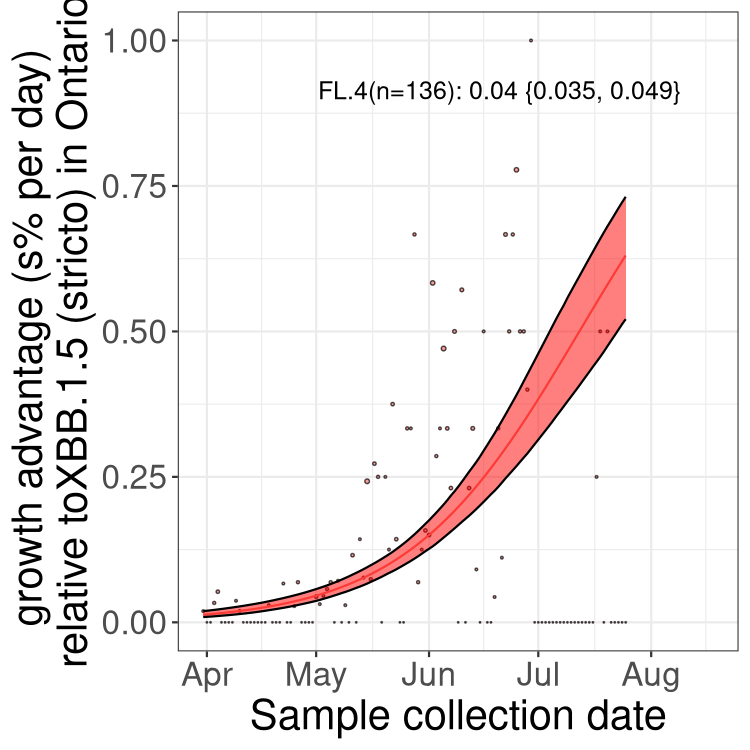 growth advantage (s% per day)
relative toXBB.1.5 (stricto) in Ontario
1.00
0.75
0.50
0.25
0.00
FL.4(n=136): 0.04 {0.035, 0.049}
Apr May Jun Jul Aug
Sample collection date